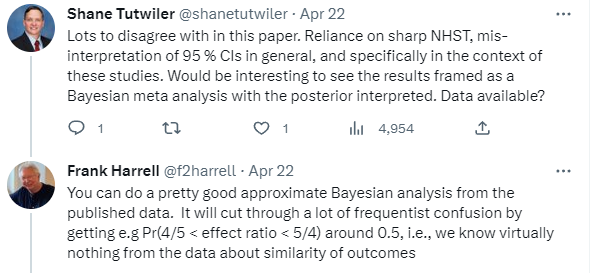 Shane Tutwiler @shanetutwiler · Apr 22
Lots to disagree with in this paper. Reliance on sharp NHST, mis-
interpretation of 95 % CIs in general, and specifically in the context of
these studies. Would be interesting to see the results framed as a
Bayesian meta analysis with the posterior interpreted. Data available?
1 1 4,954
Frank Harrell @f2harrell · Apr 22
You can do a pretty good approximate Bayesian analysis from the
published data.  It will cut through a lot of frequentist confusion by
getting e.g Pr(4/5 < effect ratio < 5/4) around 0.5, i.e., we know virtually
nothing from the data about similarity of outcomes